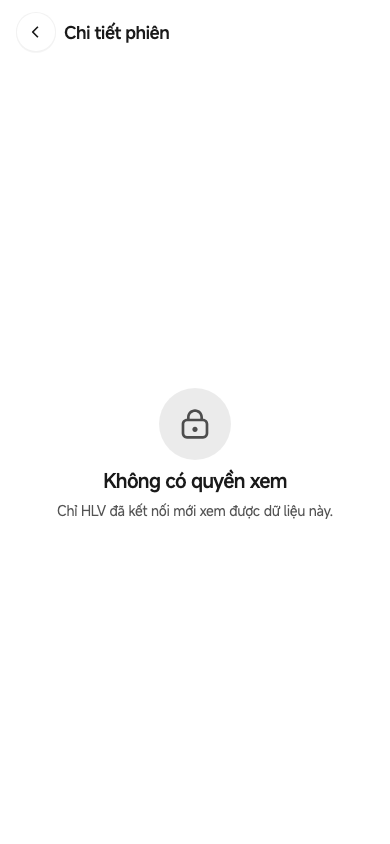 Chi tiết phiên
Không có quyền xem
Chỉ HLV đã kết nối mới xem được dữ liệu này.